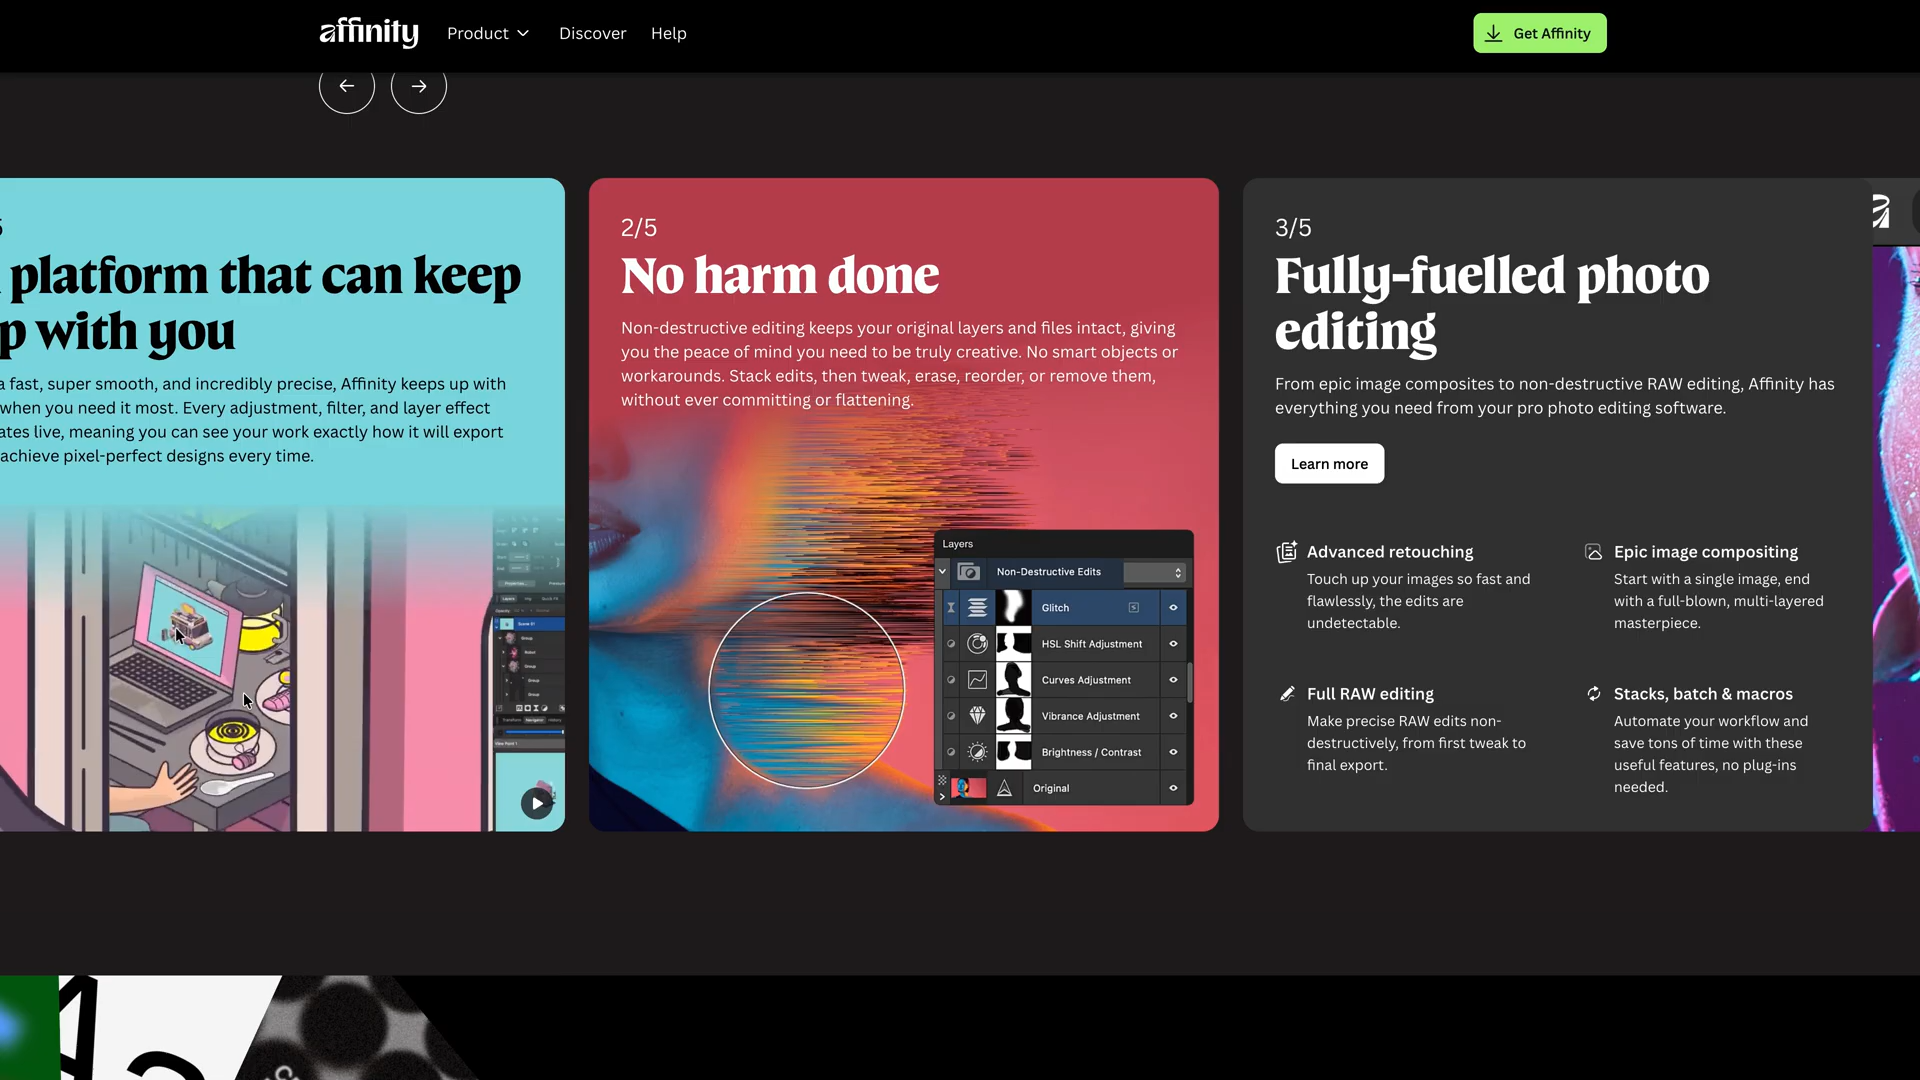 affinity
Product
Discover
Help
Get Affinity
platform that can keep
p with you
a fast, super smooth, and incredibly precise, Affinity keeps up with
when you need it most. Every adjustment, filter, and layer effect
ates live, meaning you can see your work exactly how it will export
achieve pixel-perfect designs every time.
2/5
No harm done
Non-destructive editing keeps your original layers and files intact, giving
you the peace of mind you need to be truly creative. No smart objects or
workarounds. Stack edits, then tweak, erase, reorder, or remove them,
without ever committing or flattening.
Layers
Non-Destructive Edits
Glitch
HSL Shift Adjustment
Curves Adjustment
Vibrance Adjustment
Brightness / Contrast
Original
3/5
Fully-fuelled photo
editing
From epic image composites to non-destructive RAW editing, Affinity has
everything you need from your pro photo editing software.
Learn more
Advanced retouching
Touch up your images so fast and
flawlessly, the edits are
undetectable.
Epic image compositing
Start with a single image, end
with a full-blown, multi-layered
masterpiece.
Full RAW editing
Make precise RAW edits non-
destructively, from first tweak to
final export.
Stacks, batch & macros
Automate your workflow and
save tons of time with these
useful features, no plug-ins
needed.